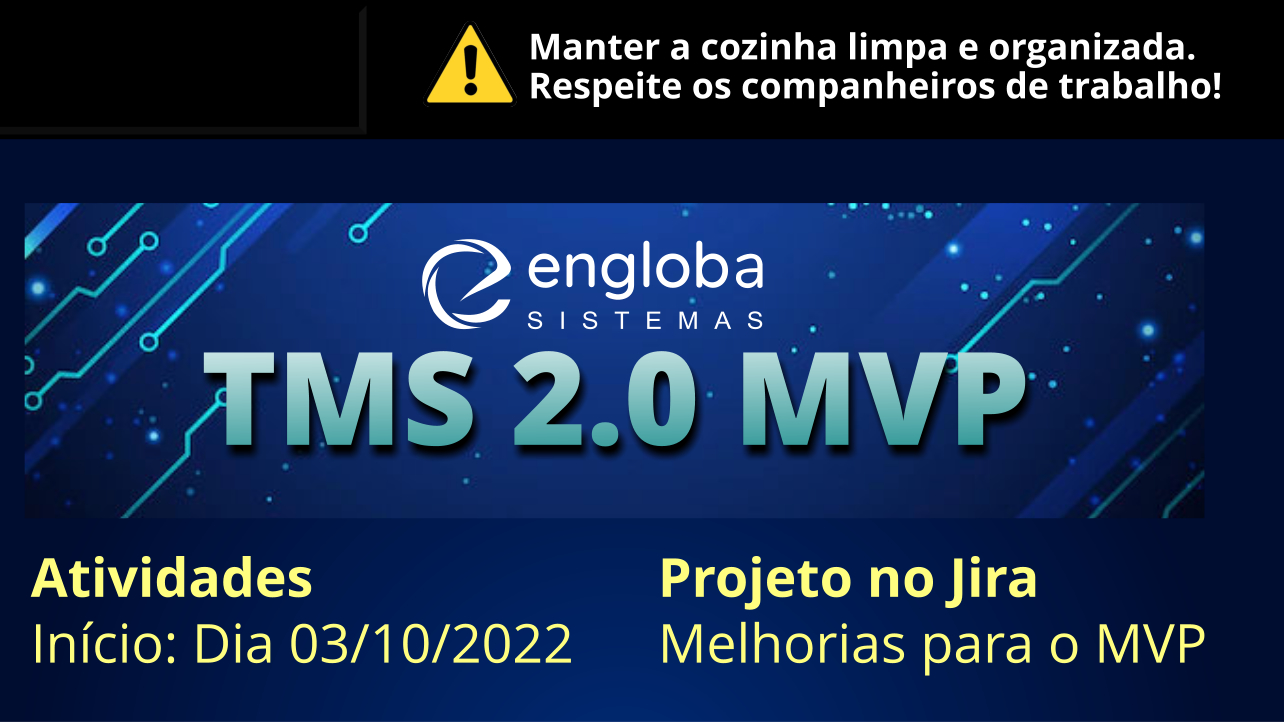 Manter a cozinha limpa e organizada.
Respeite os companheiros de trabalho!
engloba
SISTEMAS
TMS 2.0 MVP
Atividades
Início: Dia 03/10/2022
Projeto no Jira
Melhorias para o MVP